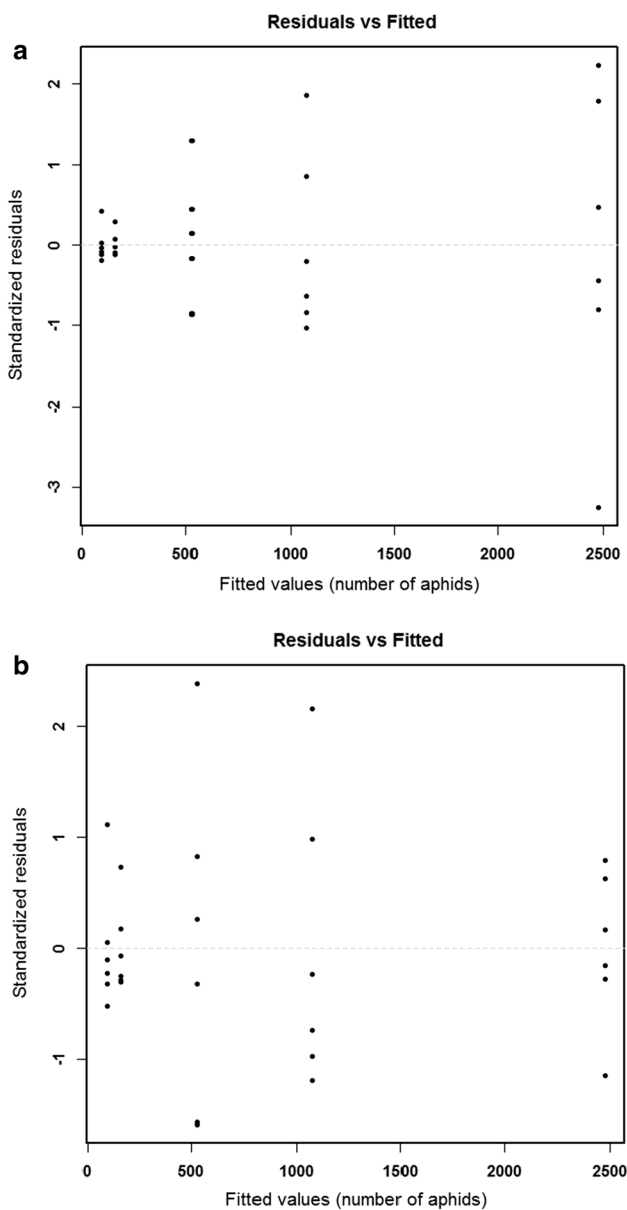 Residuals vs Fitted
a
2
1
0
-1
-2
-3
Standardized residuals
0 500 1000 1500 2000 2500
Fitted values (number of aphids)
Residuals vs Fitted
b
2
1
0
-1
Standardized residuals
0 500 1000 1500 2000 2500
Fitted values (number of aphids)